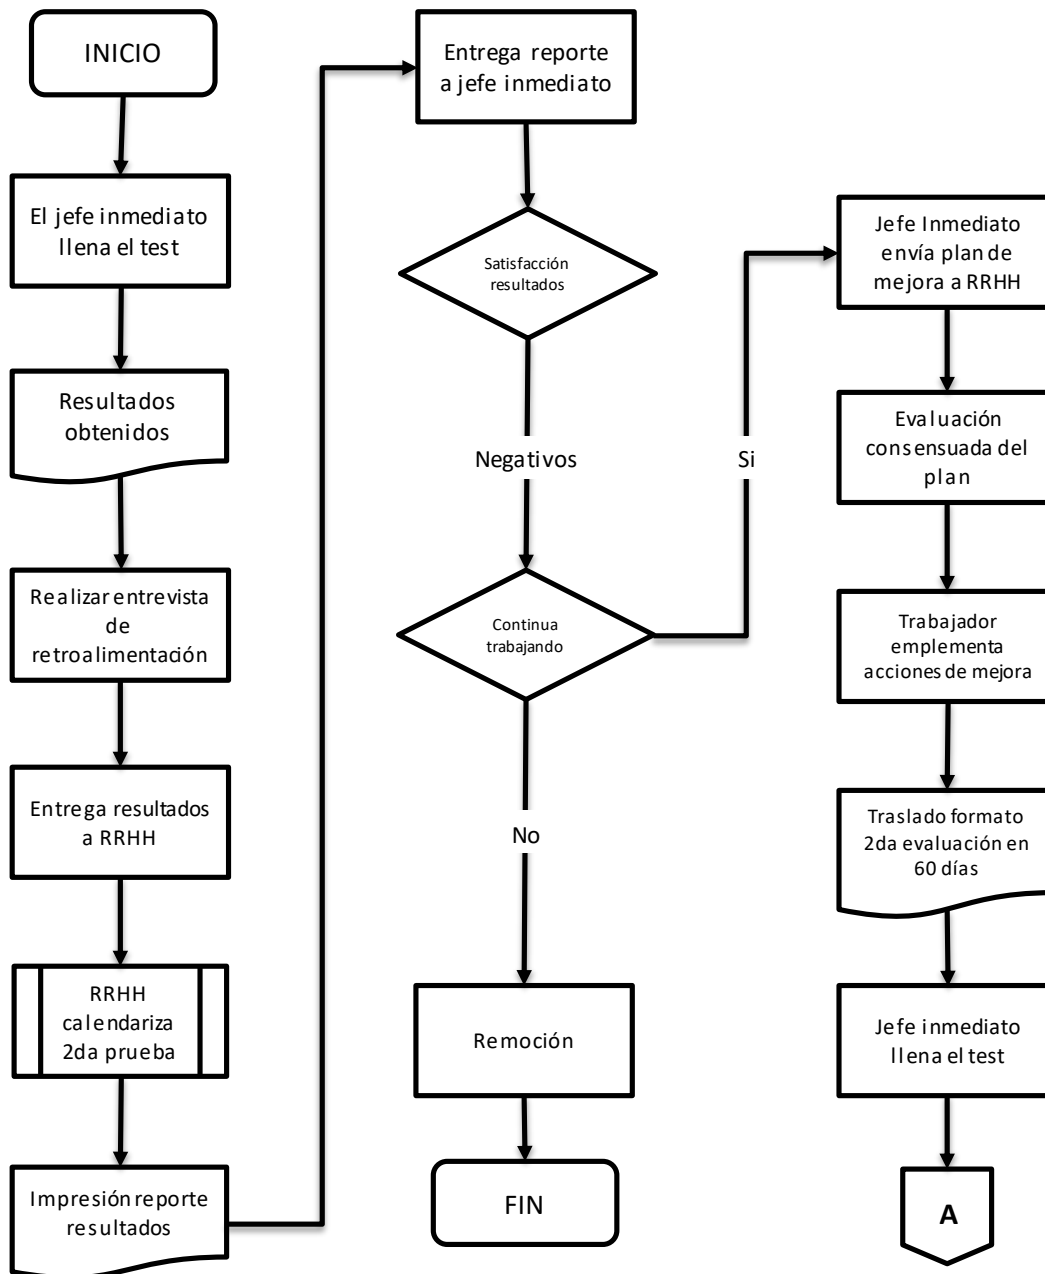 INICIO
El jefe inmediato
llena el test
Resultados
obtenidos
Realizar entrevista
de
retroalimentación
Entrega resultados
a RRHH
RRHH
calendariza
2da prueba
Impresión reporte
resultados
Entrega reporte
a jefe inmediato
Satisfacción
resultados
Negativos
Continua
trabajando
Si
No
Remoción
FIN
Jefe Inmediato
envía plan de
mejora a RRHH
Evaluación
consensuada del
plan
Trabajador
emplementa
acciones de mejora
Traslado formato
2da evaluación en
60 días
Jefe inmediato
llena el test
A